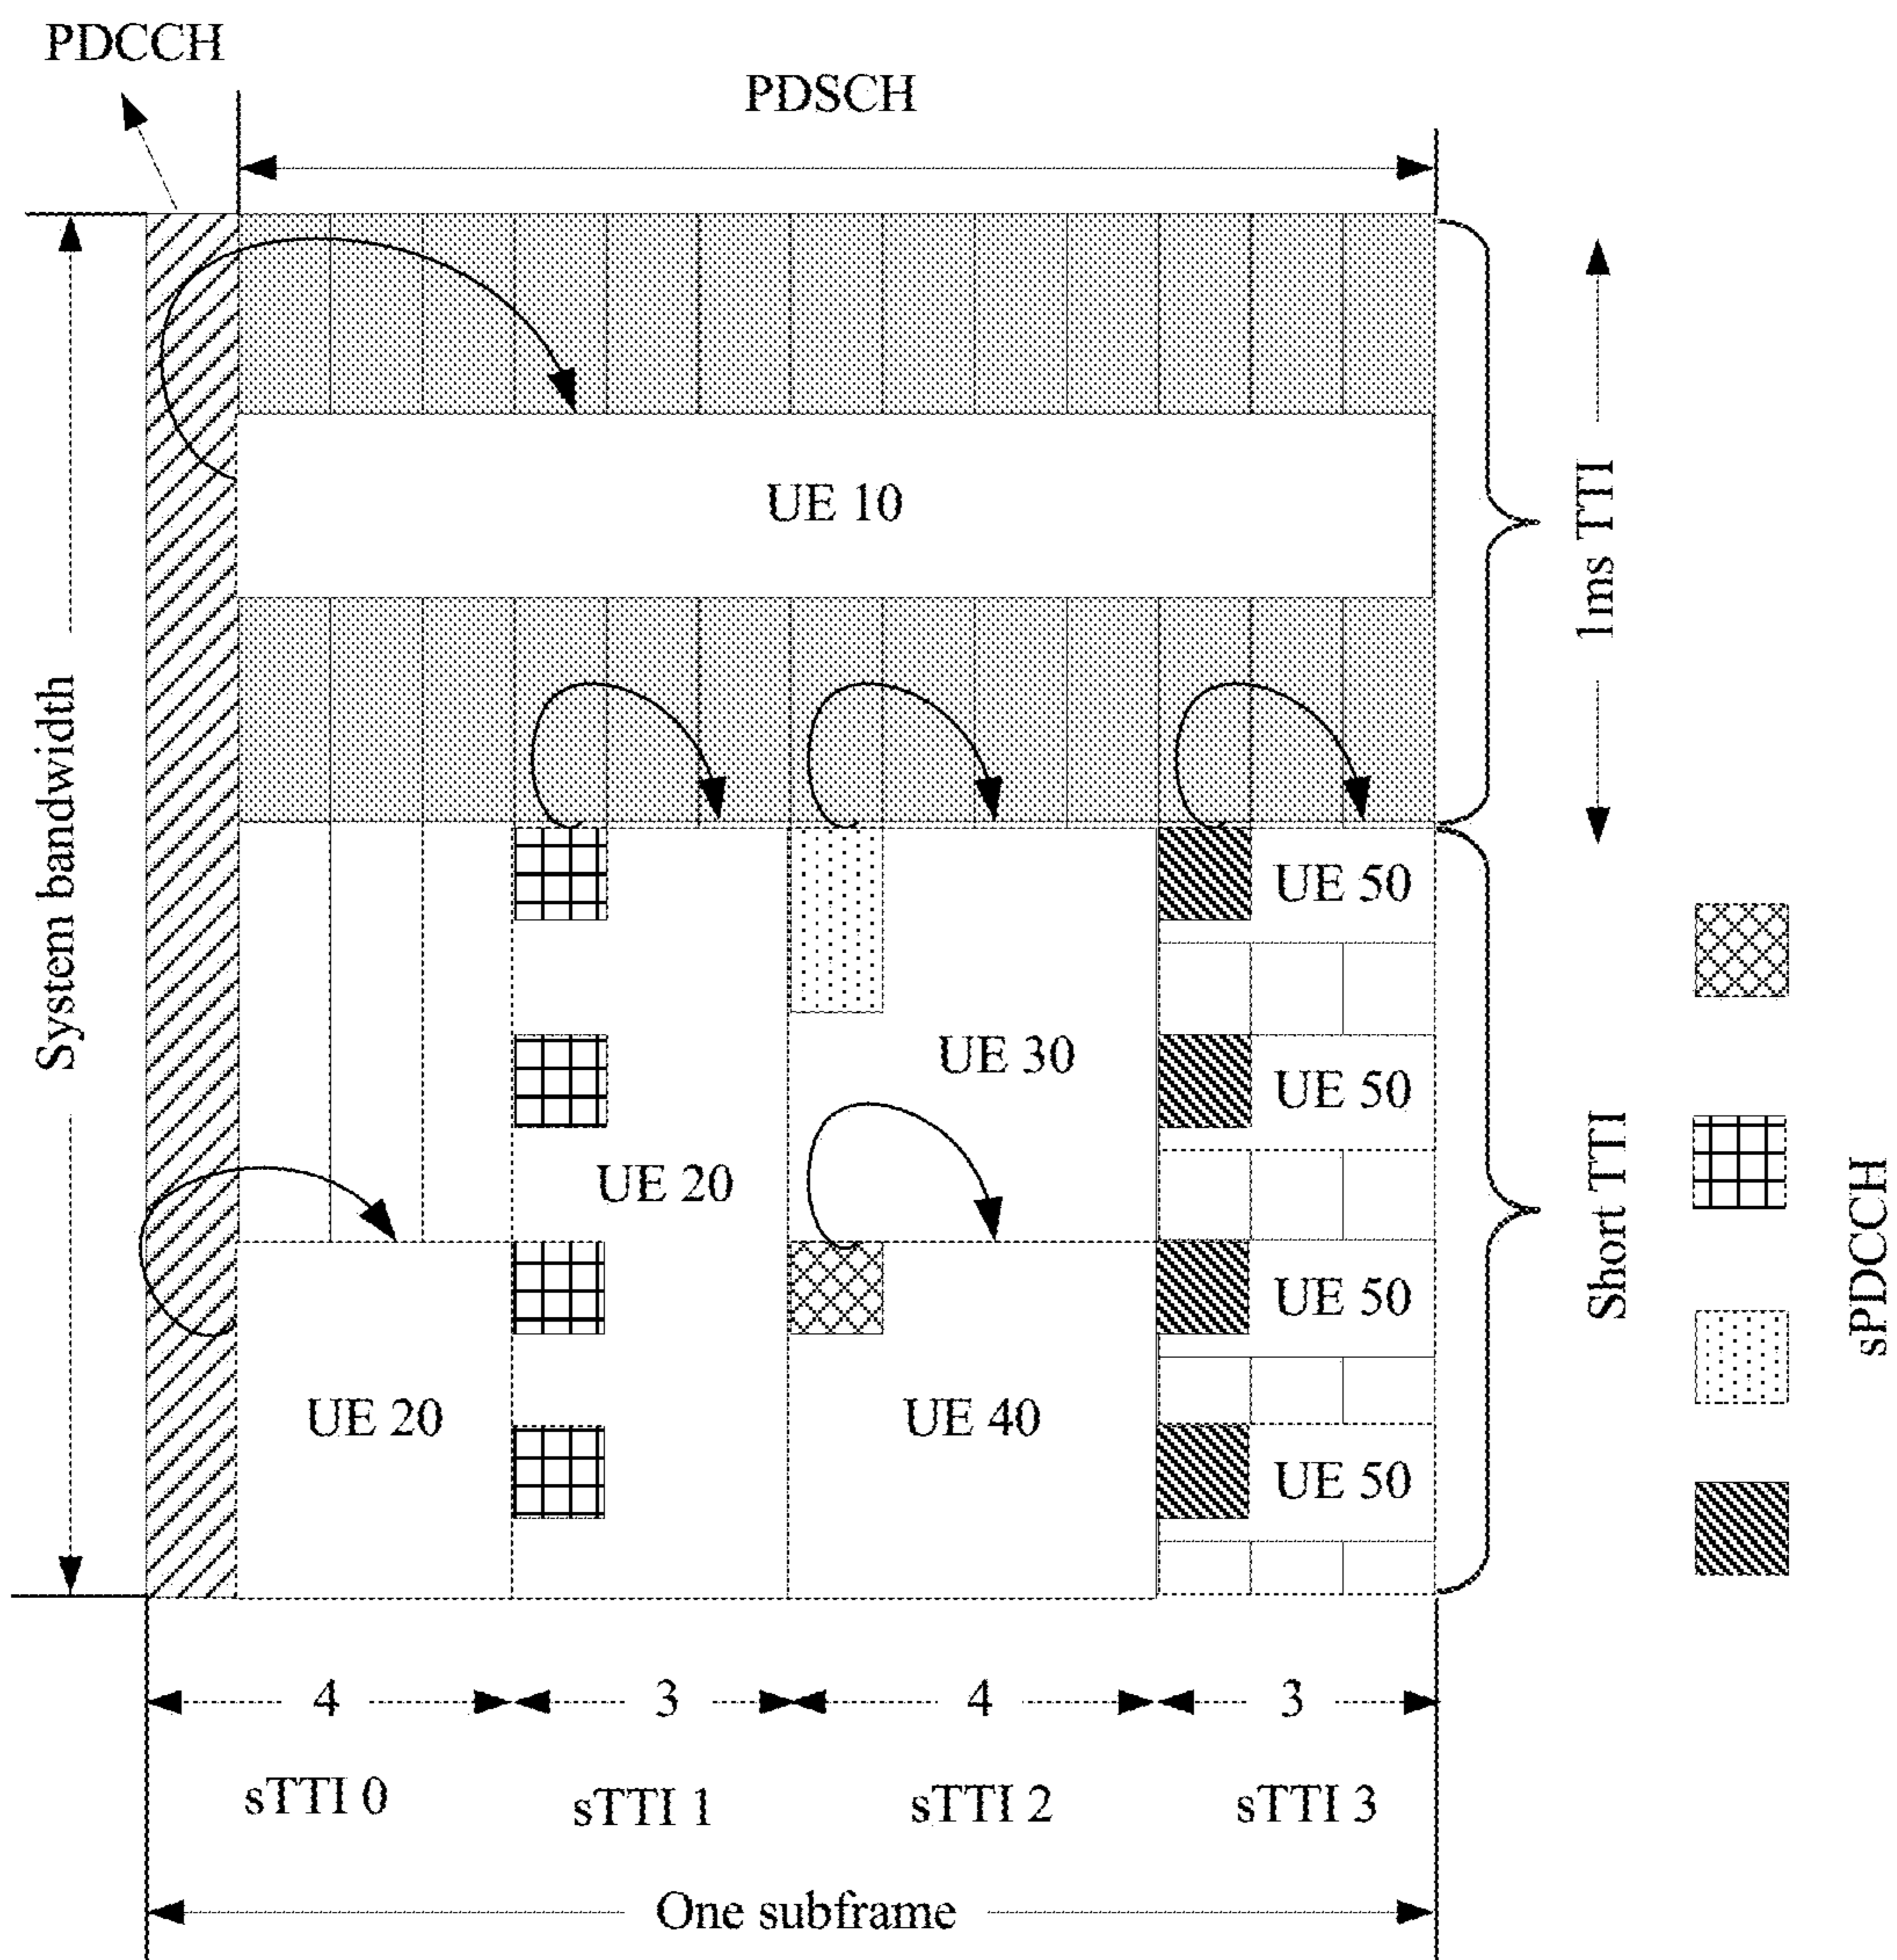 PDCCH
PDSCH
System bandwidth
UE 10
1ms TTI
UE 50
UE 30
UE 50
UE 20
Short TTI
sPDCCH
UE 50
UE 20
UE 40
UE 50
4
3
4
3
sTTI 0
sTTI 1
sTTI 2
sTTI 3
One subframe